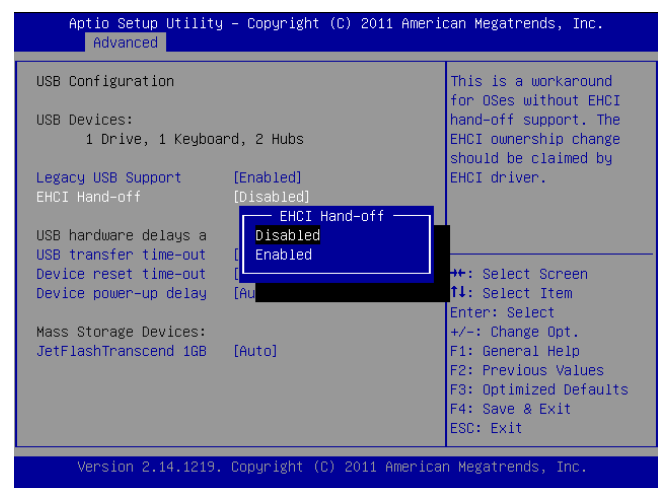 Aptio Setup Utility – Copyright (C) 2011 American Megatrends, Inc.
Advanced
USB Configuration
USB Devices:
1 Drive, 1 Keyboard, 2 Hubs
Legacy USB Support [Enabled]
EHCI Hand-off [Disabled]
USB hardware delays a
USB transfer time-out [
Device reset time-out [
Device power-up delay [Au
Mass Storage Devices:
JetFlashTranscend 1GB [Auto]
EHCI Hand-off
Disabled
Enabled
This is a workaround
for OSes without EHCI
hand-off support. The
EHCI ownership change
should be claimed by
EHCI driver.
→←: Select Screen
↑↓: Select Item
Enter: Select
+/-: Change Opt.
F1: General Help
F2: Previous Values
F3: Optimized Defaults
F4: Save & Exit
ESC: Exit
Version 2.14.1219. Copyright (C) 2011 American Megatrends, Inc.